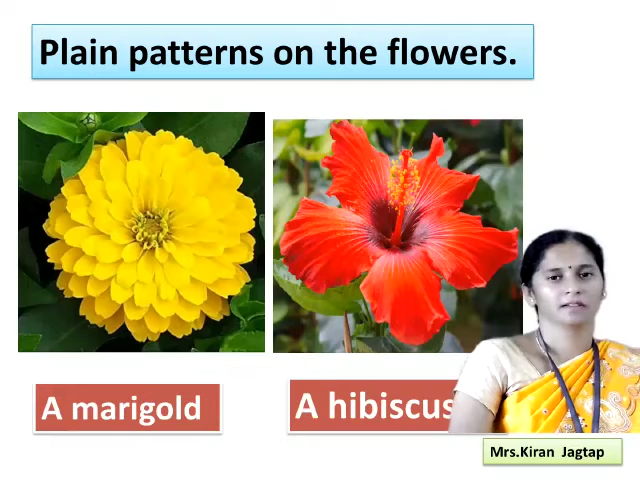 Plain patterns on the flowers.
A marigold
A hibiscus
Mrs.Kiran Jagtap